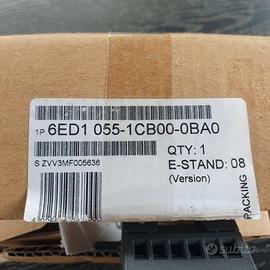 1P 6ED1 055-1CB00-0BA0
QTY: 1
S ZVV3MF005636
E-STAND: 08
(Version)
PACKING
subito